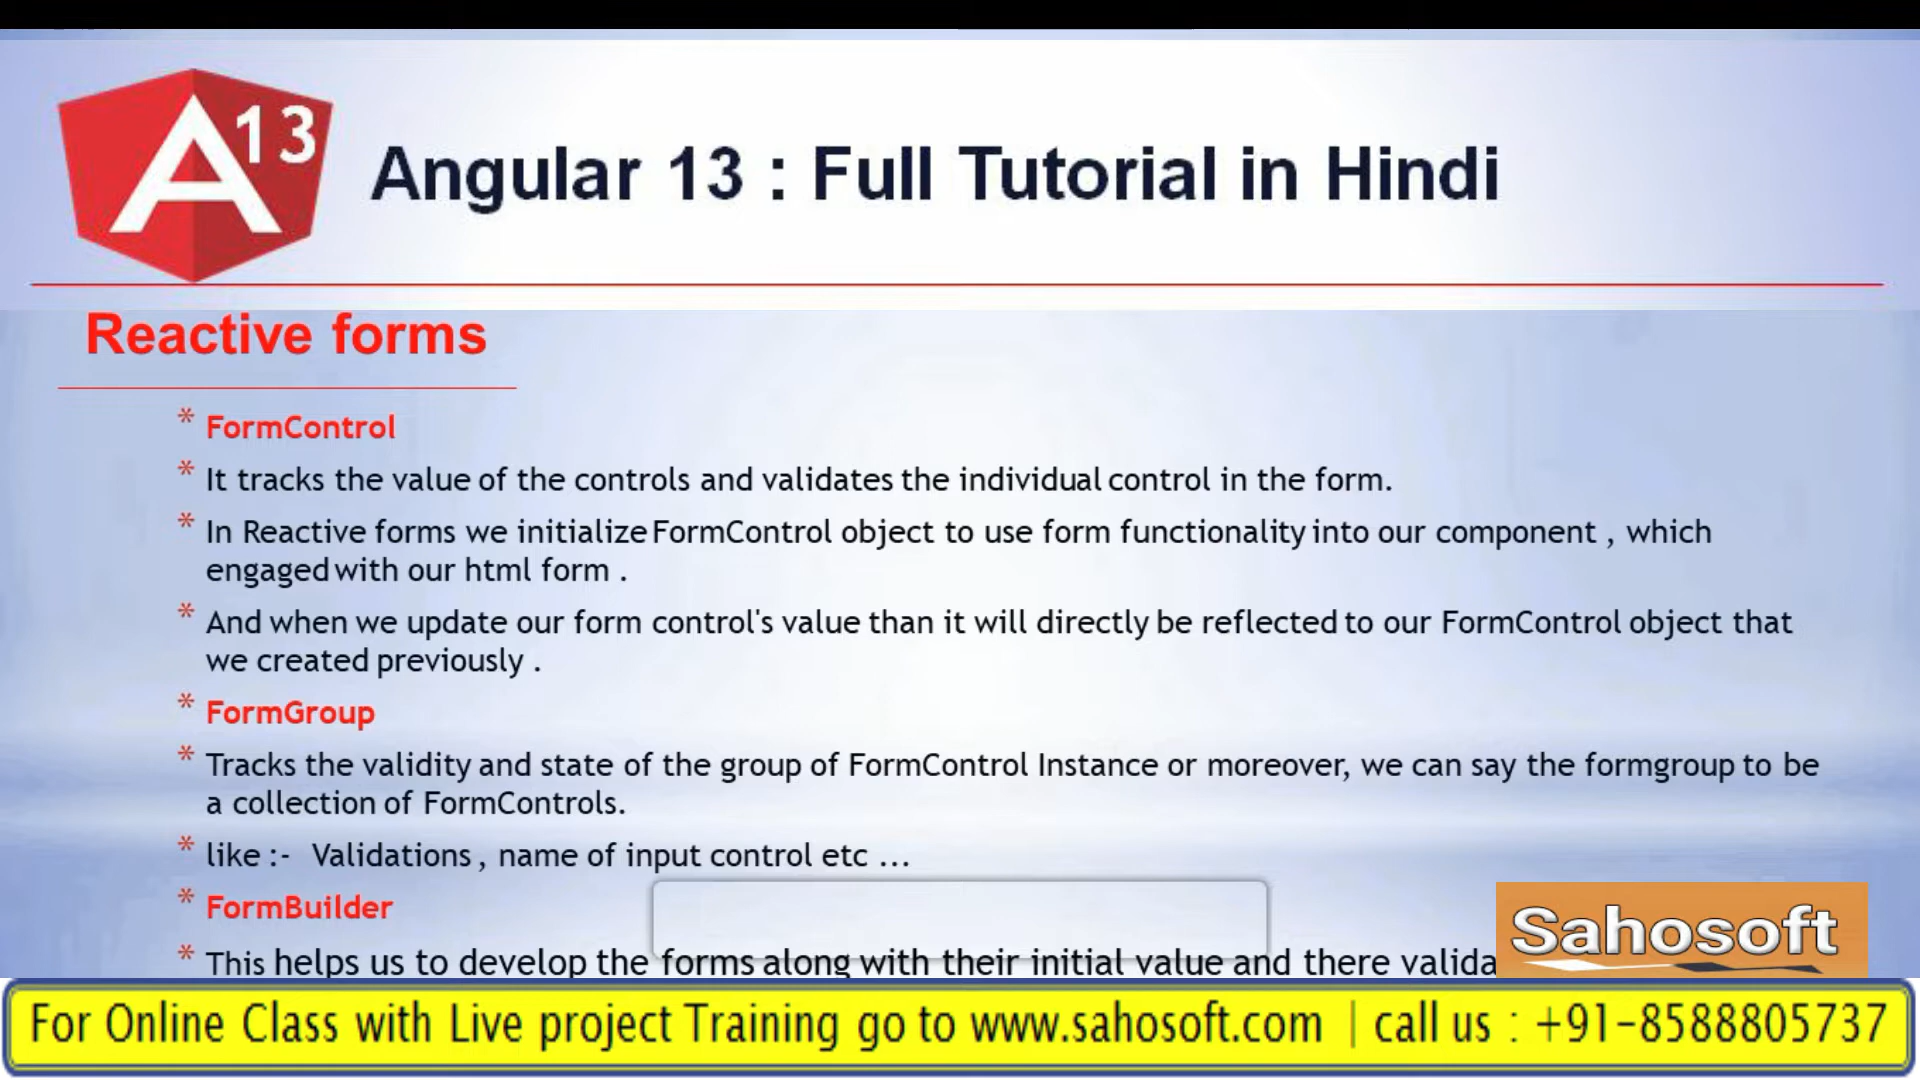 A 13
Angular 13 : Full Tutorial in Hindi
Reactive forms
* FormControl
* It tracks the value of the controls and validates the individual control in the form.
* In Reactive forms we initialize FormControl object to use form functionality into our component , which
engaged with our html form .
* And when we update our form control's value than it will directly be reflected to our FormControl object that
we created previously .
* FormGroup
* Tracks the validity and state of the group of FormControl Instance or moreover, we can say the formgroup to be
a collection of FormControls.
* like :- Validations , name of input control etc ...
* FormBuilder
* This helps us to develop the forms along with their initial value and there
Sahosoft
For Online Class with Live project Training go to www.sahosoft.com | call us : +91-8588805737